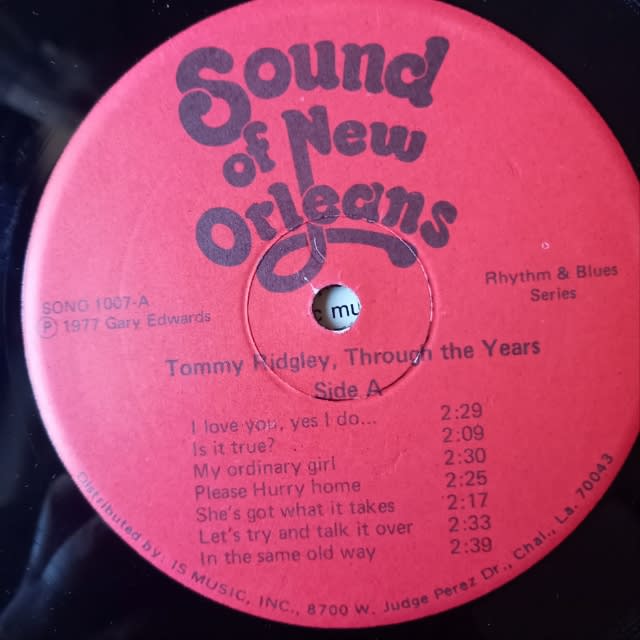 Sound
of New
Orleans
SONO 1007-A
Ⓟ 1977 Gary Edwards
Rhythm & Blues
Series
c mu
Tommy Ridgley, Through the Years
Side A
I love you, yes I do... 2:29
Is it true? 2:09
My ordinary girl 2:30
Please Hurry home 2:25
She's got what it takes 2:17
Let's try and talk it over 2:33
In the same old way 2:39
Distributed by: IS MUSIC, INC., 8700 W. Judge Perez Dr., Chal., La. 70043